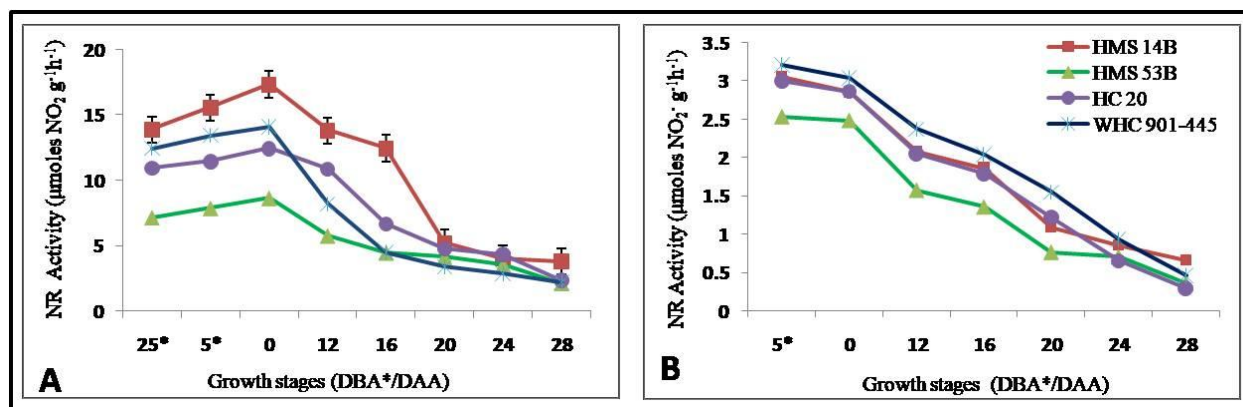 NR Activity (µmoles NO₂ g⁻¹h⁻¹)
20
15
10
5
0
25* 5* 0 12 16 20 24 28
Growth stages (DBA*/DAA)
A
NR Activity (µmoles NO₂⁻ g⁻¹h⁻¹)
3.5
3
2.5
2
1.5
1
0.5
0
5* 0 12 16 20 24 28
Growth stages (DBA*/DAA)
B
HMS 14B
HMS 53B
HC 20
WHC 901-445